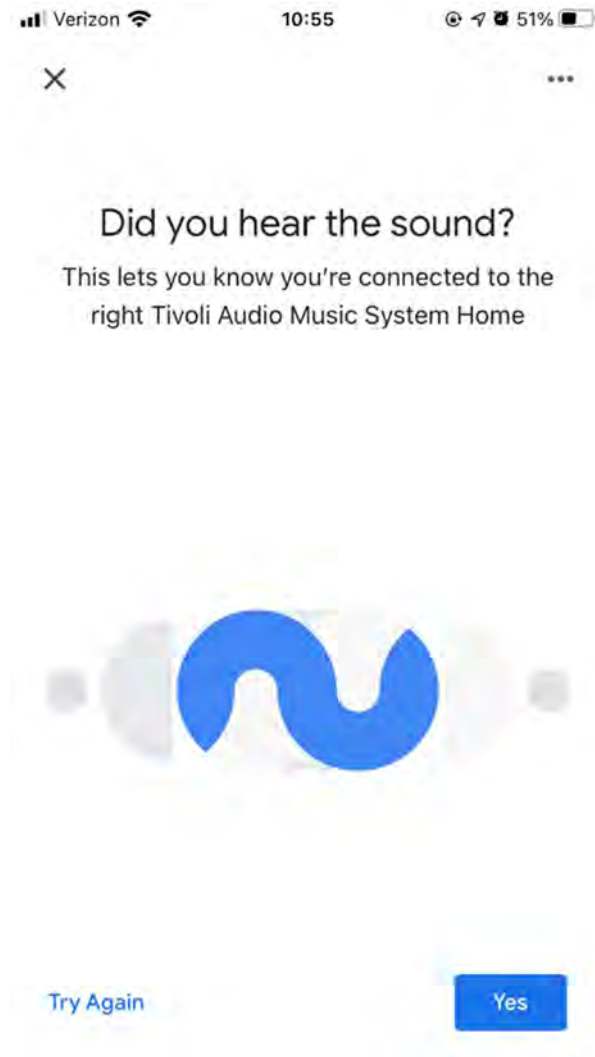 Verizon 10:55 51%
Did you hear the sound?
This lets you know you're connected to the
right Tivoli Audio Music System Home
Try Again Yes